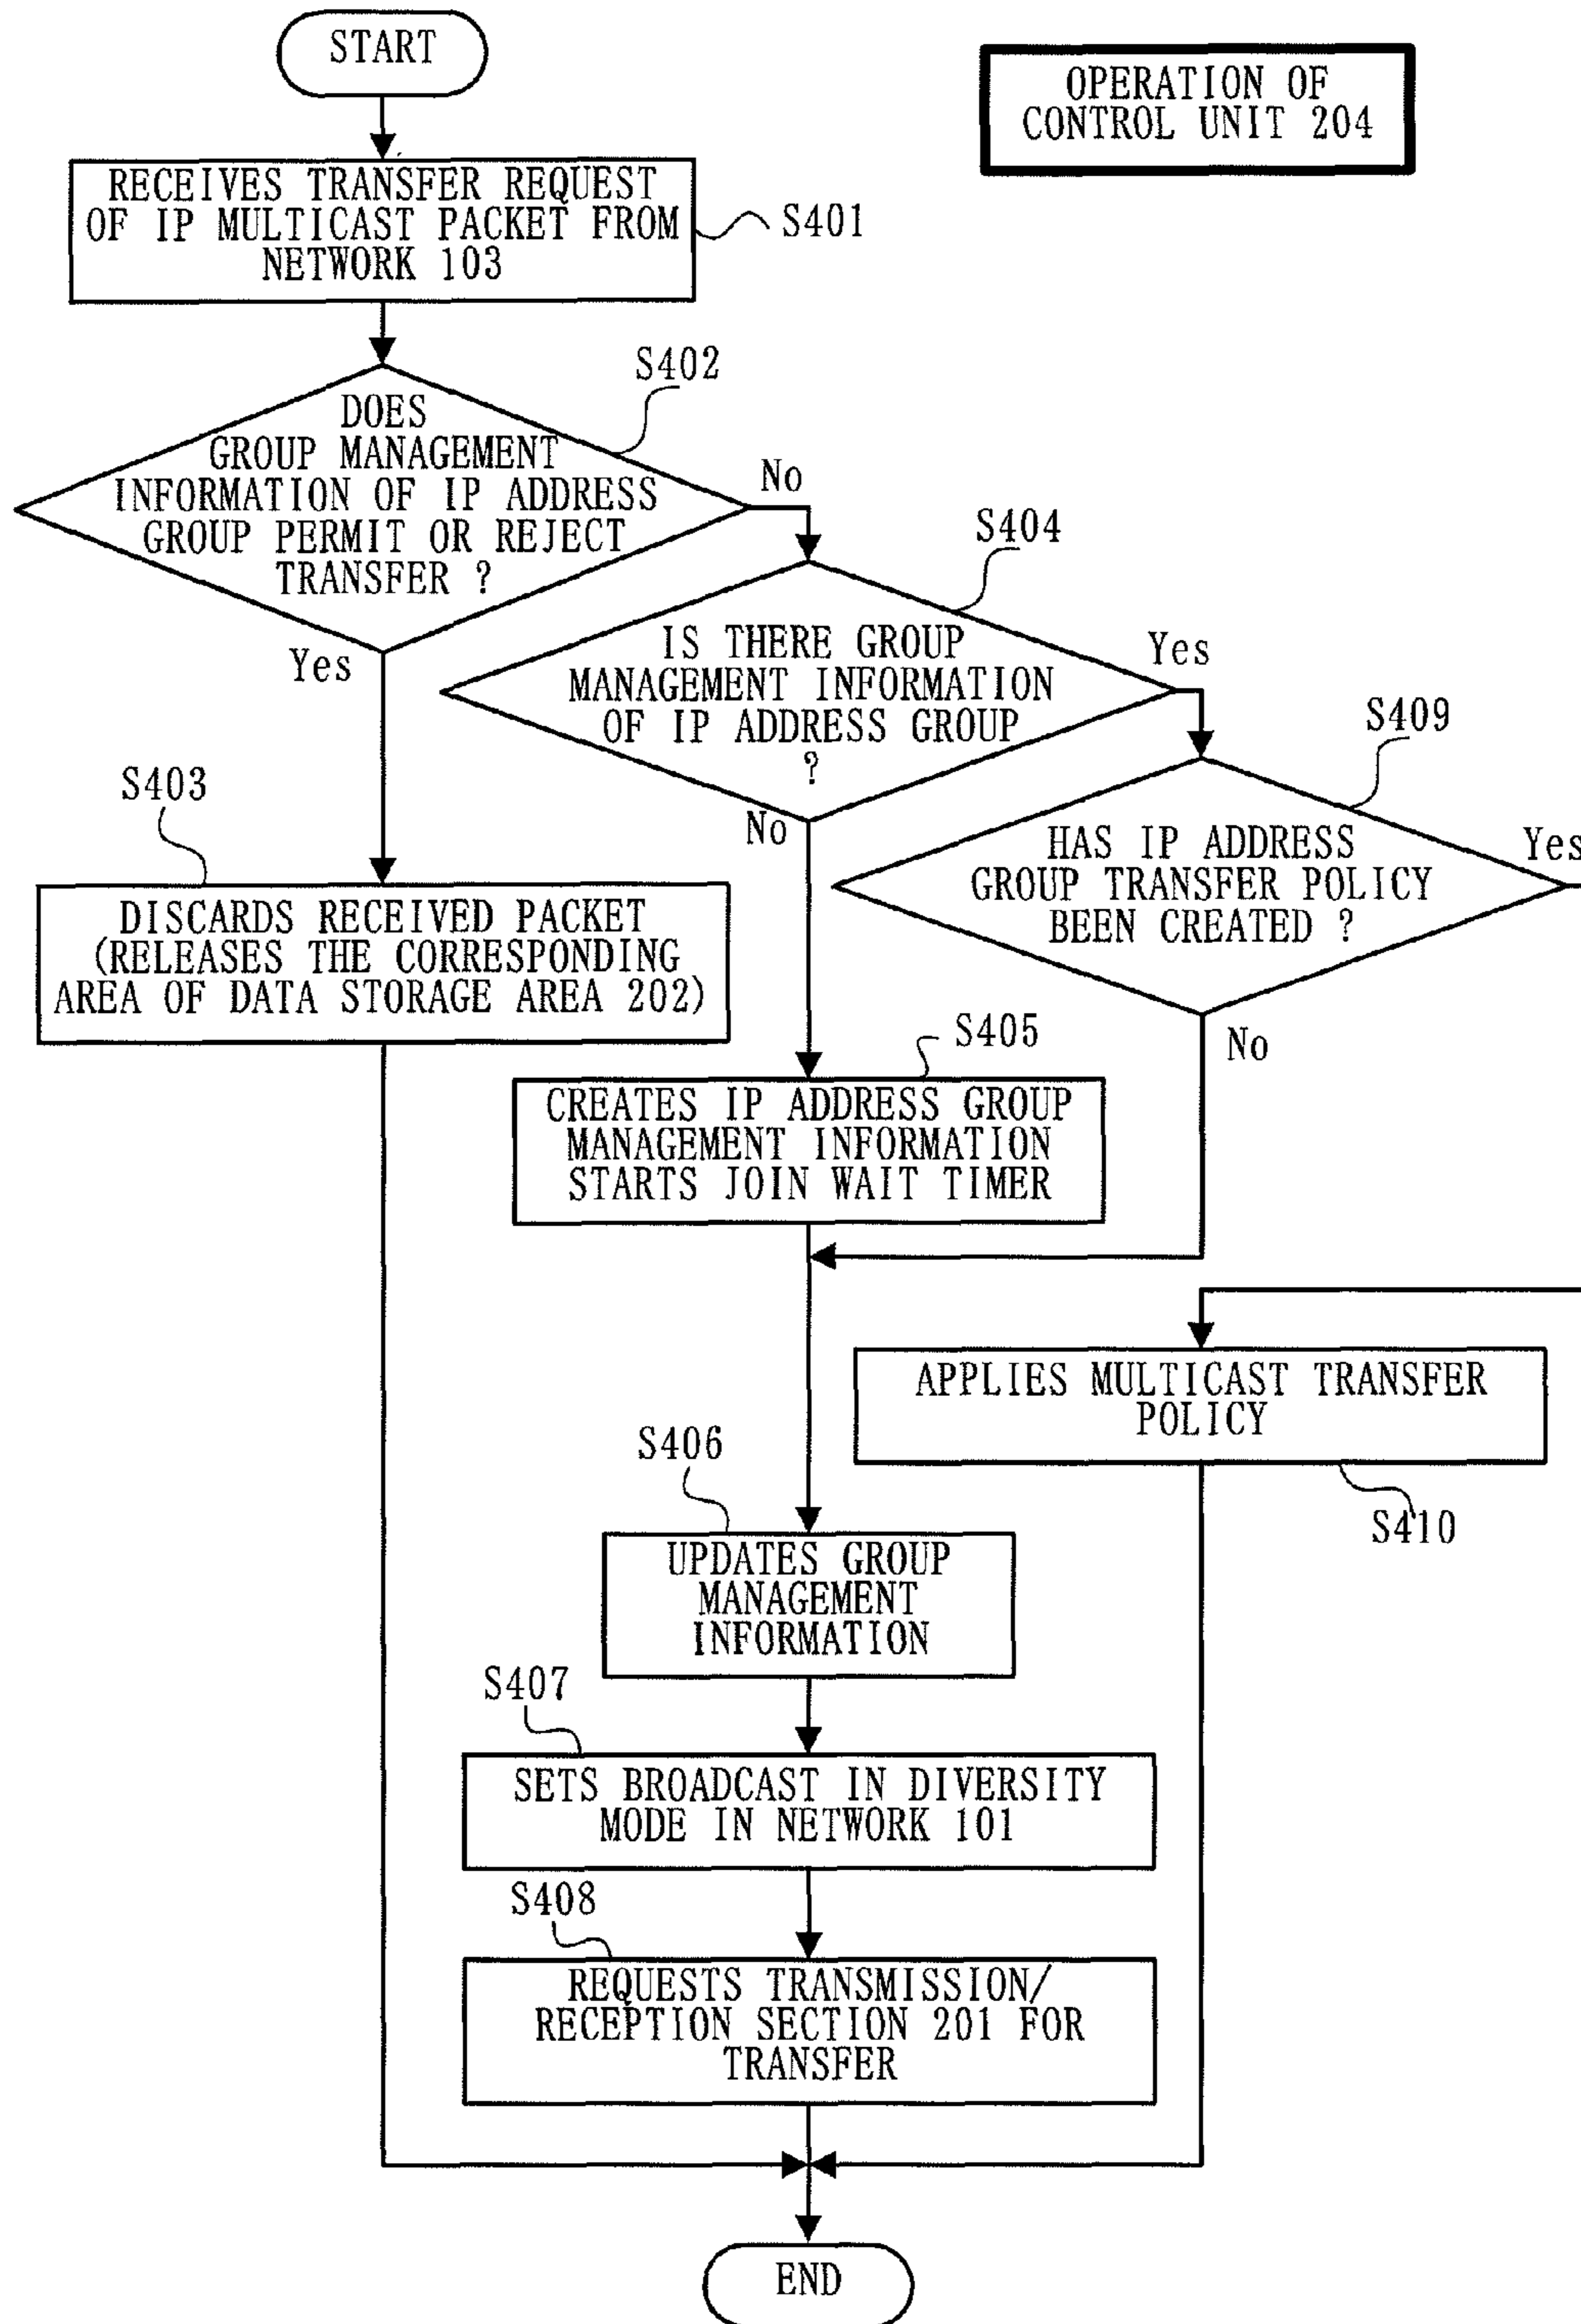 START
OPERATION OF
CONTROL UNIT 204
RECEIVES TRANSFER REQUEST
OF IP MULTICAST PACKET FROM
NETWORK 103
S401
S402
DOES
GROUP MANAGEMENT
INFORMATION OF IP ADDRESS
GROUP PERMIT OR REJECT
TRANSFER ?
No
Yes
S404
IS THERE GROUP
MANAGEMENT INFORMATION
OF IP ADDRESS GROUP
?
Yes
No
S409
HAS IP ADDRESS
GROUP TRANSFER POLICY
BEEN CREATED ?
Yes
No
S403
DISCARDS RECEIVED PACKET
(RELEASES THE CORRESPONDING
AREA OF DATA STORAGE AREA 202)
S405
CREATES IP ADDRESS GROUP
MANAGEMENT INFORMATION
STARTS JOIN WAIT TIMER
APPLIES MULTICAST TRANSFER
POLICY
S410
S406
UPDATES GROUP
MANAGEMENT
INFORMATION
S407
SETS BROADCAST IN DIVERSITY
MODE IN NETWORK 101
S408
REQUESTS TRANSMISSION/
RECEPTION SECTION 201 FOR
TRANSFER
END